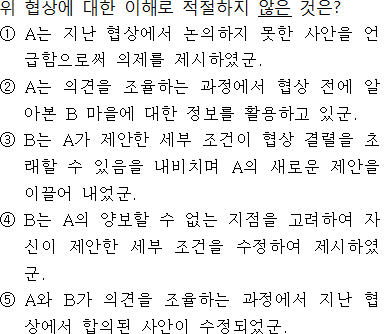 위 협상에 대한 이해로 적절하지 않은 것은?
① A는 지난 협상에서 논의하지 못한 사안을 언
급함으로써 의제를 제시하였군.
② A는 의견을 조율하는 과정에서 협상 전에 알
아본 B 마을에 대한 정보를 활용하고 있군.
③ B는 A가 제안한 세부 조건이 협상 결렬을 초
래할 수 있음을 내비치며 A의 새로운 제안을
이끌어 내었군.
④ B는 A의 양보할 수 없는 지점을 고려하여 자
신이 제안한 세부 조건을 수정하여 제시하였
군.
⑤ A와 B가 의견을 조율하는 과정에서 지난 협
상에서 합의된 사안이 수정되었군.